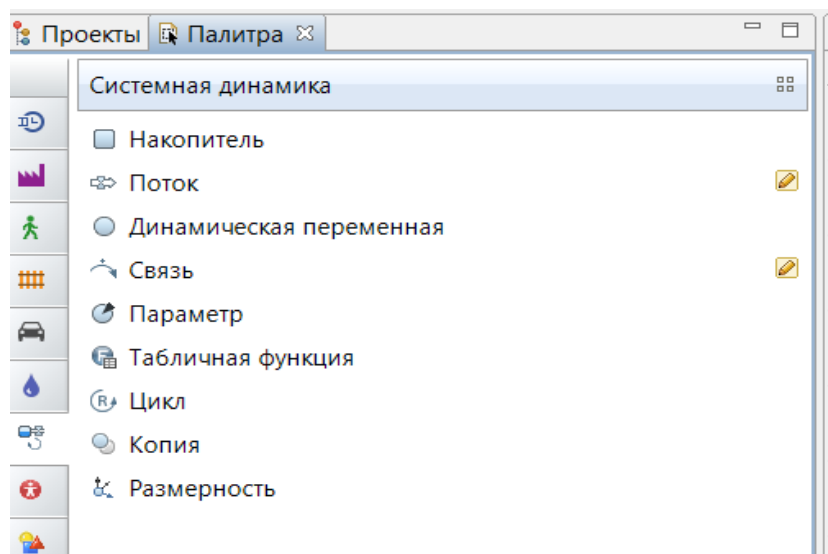 Проекты Палитра
Системная динамика
Накопитель
Поток
Динамическая переменная
Связь
Параметр
Табличная функция
Цикл
Копия
Размерность